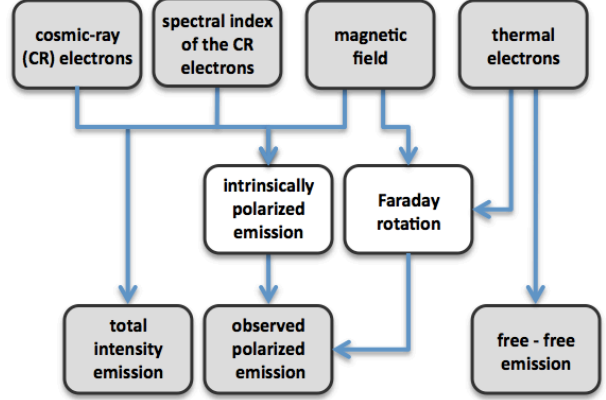 cosmic-ray
(CR) electrons
spectral index
of the CR
electrons
magnetic
field
thermal
electrons
intrinsically
polarized
emission
Faraday
rotation
total
intensity
emission
observed
polarized
emission
free - free
emission